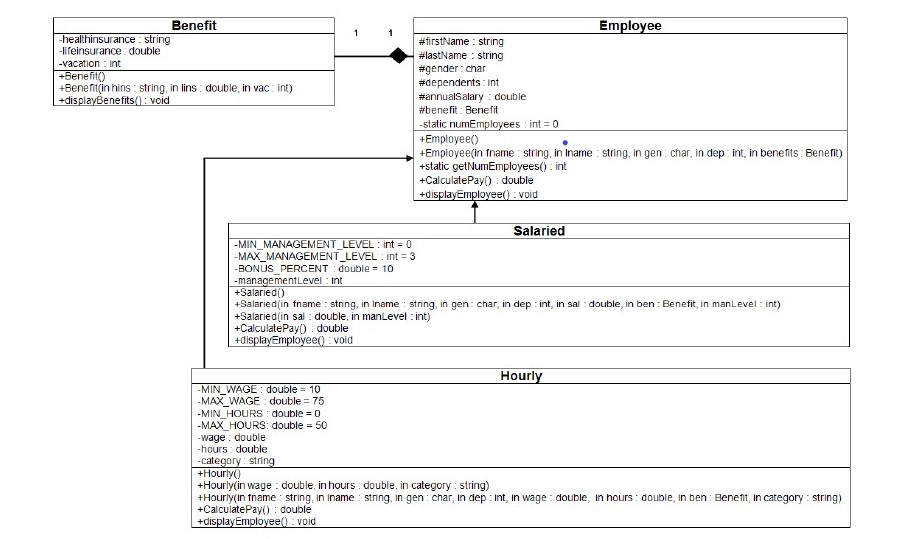 Benefit
-healthinsurance : string
-lifeinsurance : double
-vacation : int
+Benefit()
+Benefit(in hins : string, in lins : double, in vac : int)
+displayBenefits() : void
1 1
Employee
#firstName : string
#lastName : string
#gender : char
#dependents : int
#annualSalary : double
#benefit : Benefit
-static numEmployees : int = 0
+Employee()
+Employee(in fname : string, in lname : string, in gen : char, in dep : int, in benefits : Benefit)
+static getNumEmployees() : int
+CalculatePay() : double
+displayEmployee() : void
Salaried
-MIN_MANAGEMENT_LEVEL : int = 0
-MAX_MANAGEMENT_LEVEL : int = 3
-BONUS_PERCENT : double = 10
-managementLevel : int
+Salaried()
+Salaried(in fname : string, in lname : string, in gen : char, in dep : int, in sal : double, in ben : Benefit, in manLevel : int)
+Salaried(in sal : double, in manLevel : int)
+CalculatePay() : double
+displayEmployee() : void
Hourly
-MIN_WAGE : double = 10
-MAX_WAGE : double = 75
-MIN_HOURS : double = 0
-MAX_HOURS: double = 50
-wage : double
-hours : double
-category : string
+Hourly()
+Hourly(in wage : double, in hours : double, in category : string)
+Hourly(in fname : string, in lname : string, in gen : char, in dep : int, in wage : double, in hours : double, in ben : Benefit, in category : string)
+CalculatePay() : double
+displayEmployee() : void